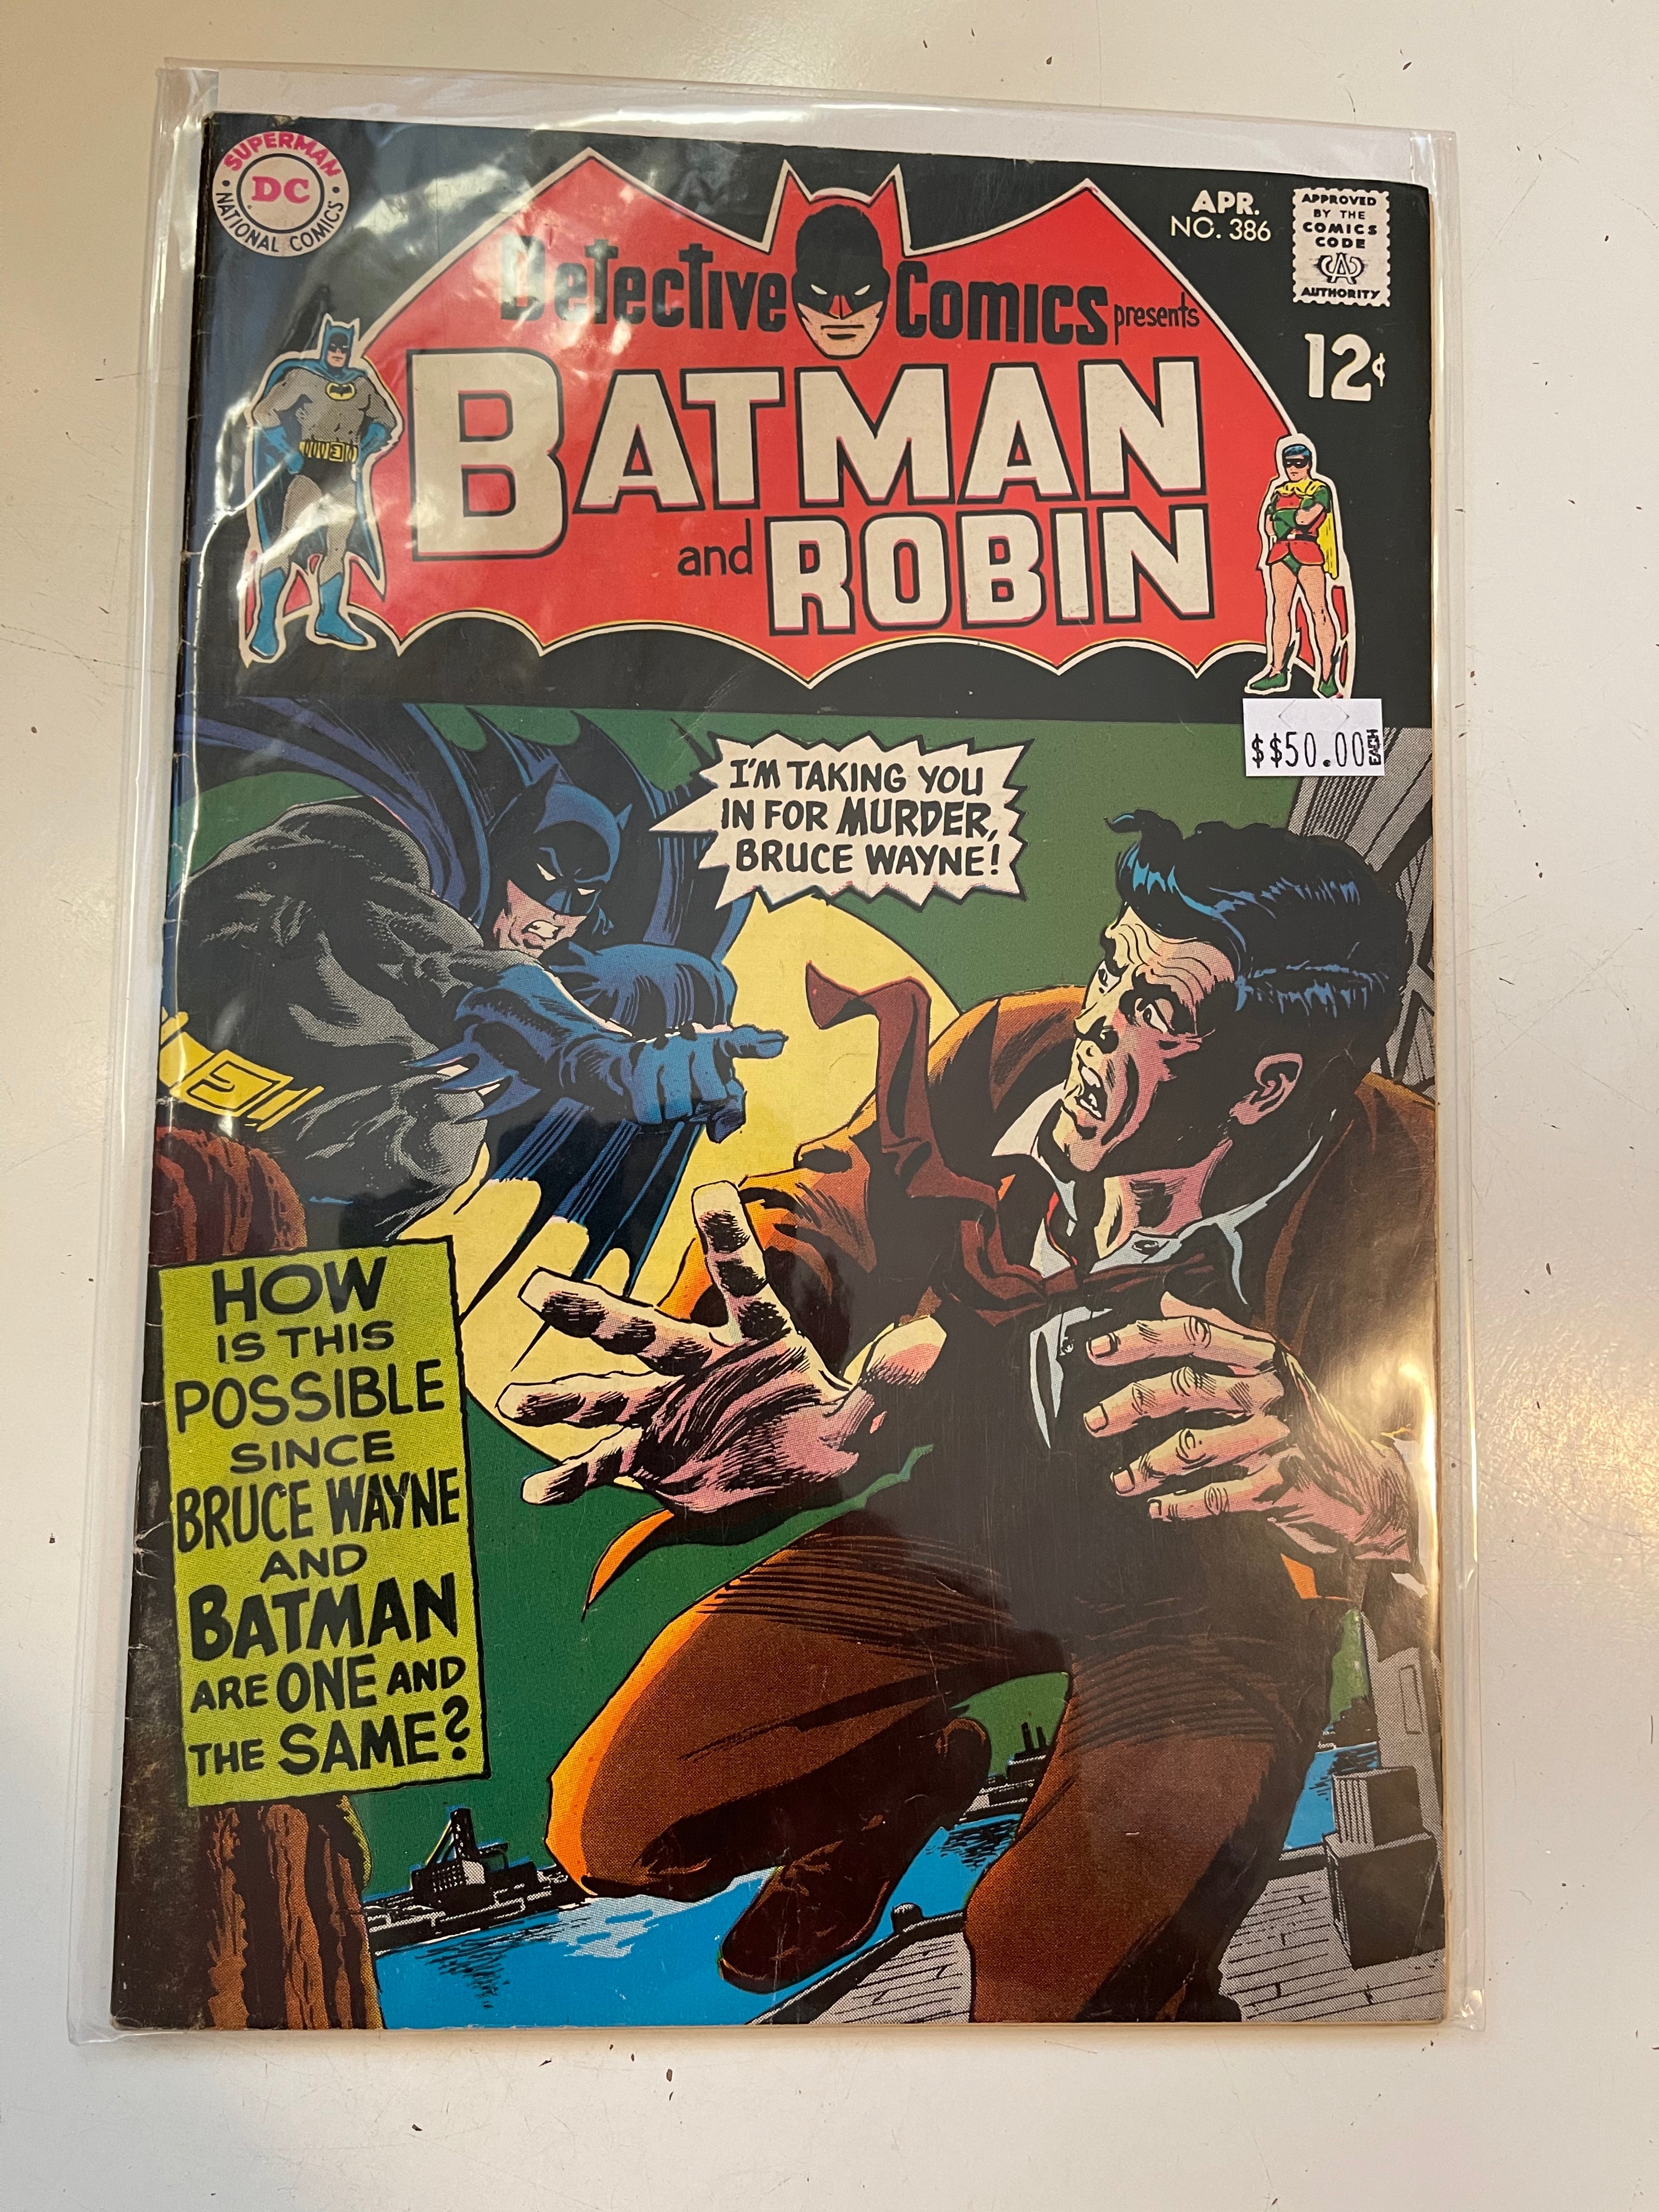 SUPERMAN
DC
NATIONAL COMICS
APR.
NO. 386
APPROVED
BY THE
COMICS
CODE
CA
AUTHORITY
12¢
Detective Comics presents
BATMAN
and ROBIN
$$50.00 EACH
I'M TAKING YOU
IN FOR MURDER,
BRUCE WAYNE!
HOW
IS THIS
POSSIBLE
SINCE
BRUCE WAYNE
AND
BATMAN
ARE ONE AND
THE SAME?